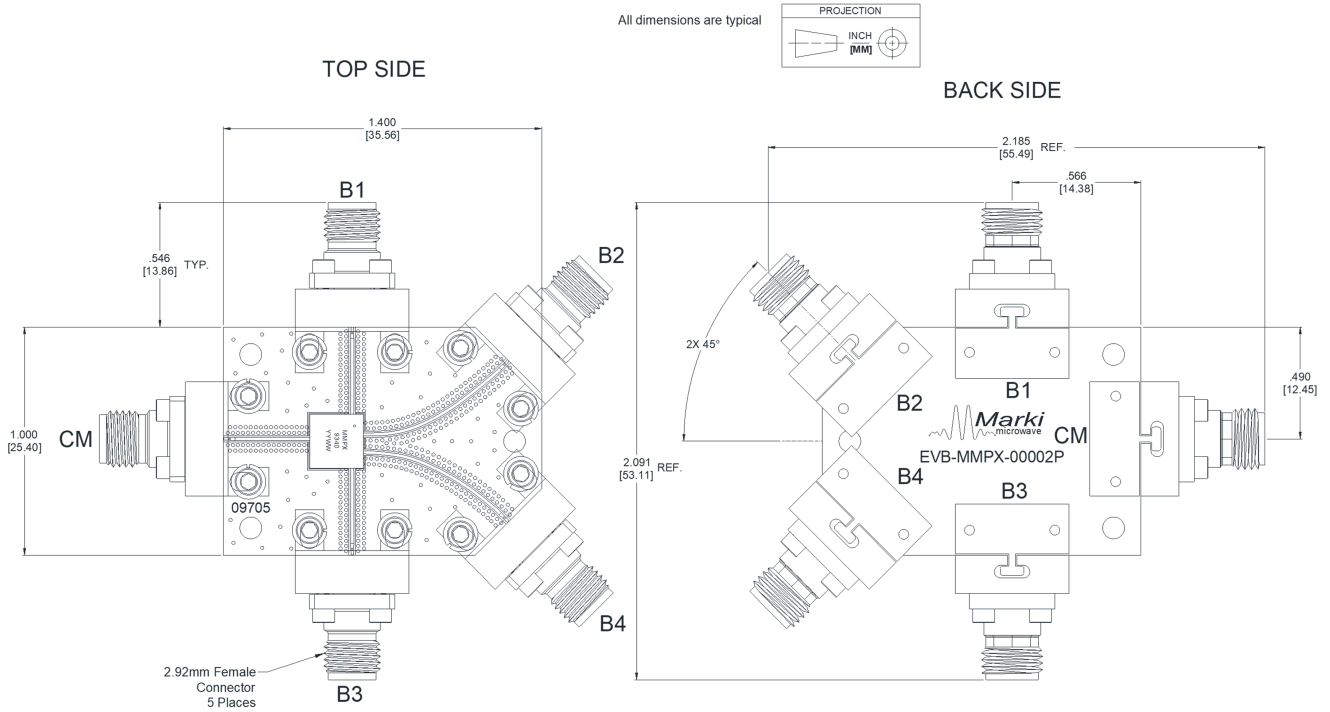 All dimensions are typical
PROJECTION
INCH
[MM]
TOP SIDE
BACK SIDE
1.400
[35.56]
2.185
[55.49]
REF.
.566
[14.38]
B1
.546
[13.86]
TYP.
B2
2X 45°
B1
.490
[12.45]
B2
Marki
microwave
CM
EVB-MMPX-00002P
B4
B3
1.000
[25.40]
CM
MMPX
9340
YYWW
09705
2.091
[53.11]
REF.
B4
2.92mm Female
Connector
5 Places
B3